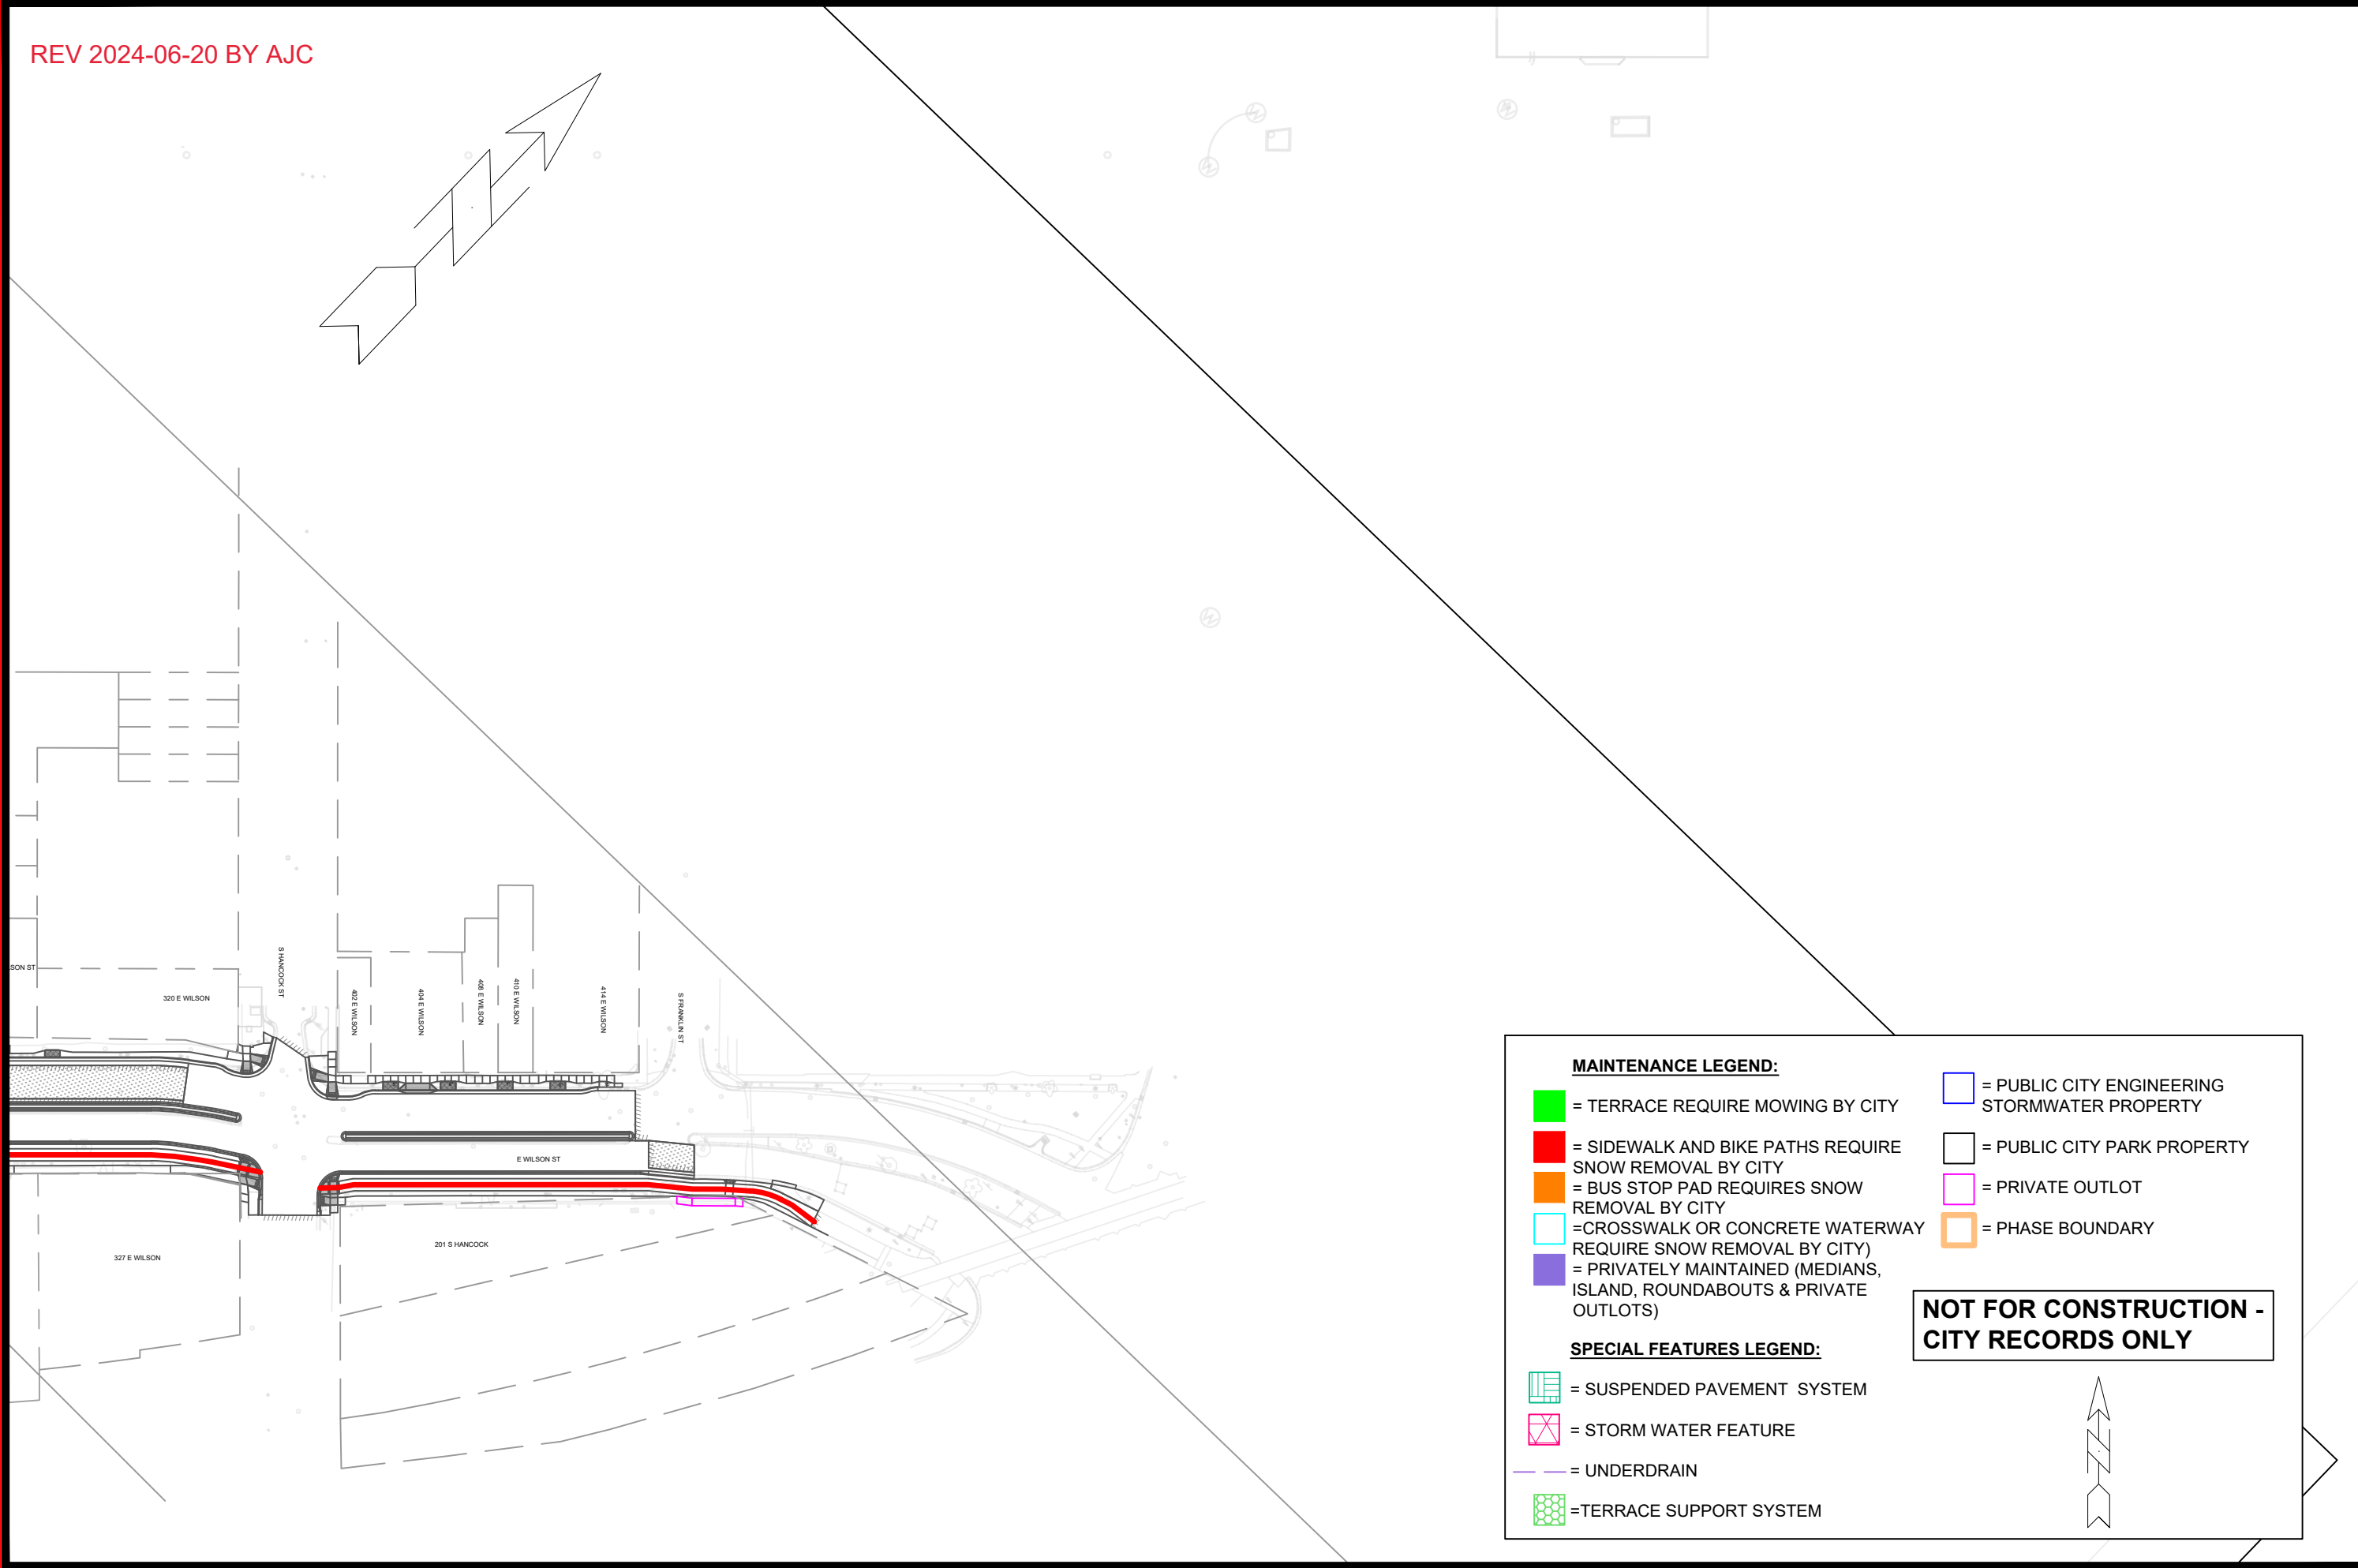 REV 2024-06-20 BY AJC
SON ST
320 E WILSON
S HANCOCK ST
402 E WILSON
404 E WILSON
408 E WILSON
410 E WILSON
414 E WILSON
S FRANKLIN ST
E WILSON ST
327 E WILSON
201 S HANCOCK
MAINTENANCE LEGEND:
= TERRACE REQUIRE MOWING BY CITY
= SIDEWALK AND BIKE PATHS REQUIRE
SNOW REMOVAL BY CITY
= BUS STOP PAD REQUIRES SNOW
REMOVAL BY CITY
=CROSSWALK OR CONCRETE WATERWAY
REQUIRE SNOW REMOVAL BY CITY)
= PRIVATELY MAINTAINED (MEDIANS,
ISLAND, ROUNDABOUTS & PRIVATE
OUTLOTS)
= PUBLIC CITY ENGINEERING
STORMWATER PROPERTY
= PUBLIC CITY PARK PROPERTY
= PRIVATE OUTLOT
= PHASE BOUNDARY
NOT FOR CONSTRUCTION -
CITY RECORDS ONLY
SPECIAL FEATURES LEGEND:
= SUSPENDED PAVEMENT SYSTEM
= STORM WATER FEATURE
= UNDERDRAIN
=TERRACE SUPPORT SYSTEM